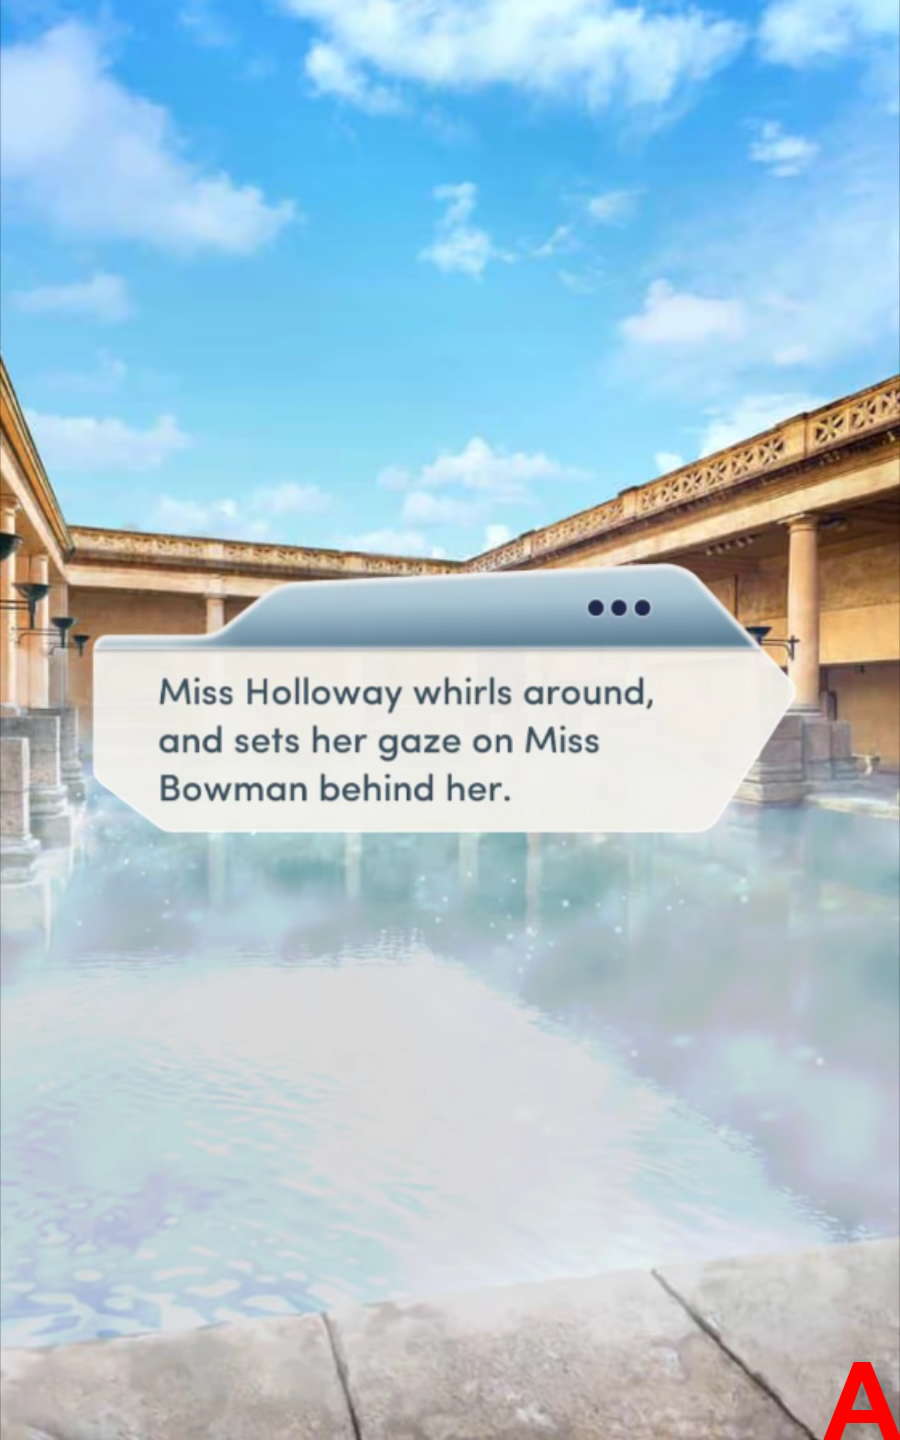 Miss Holloway whirls around,
and sets her gaze on Miss
Bowman behind her.
A